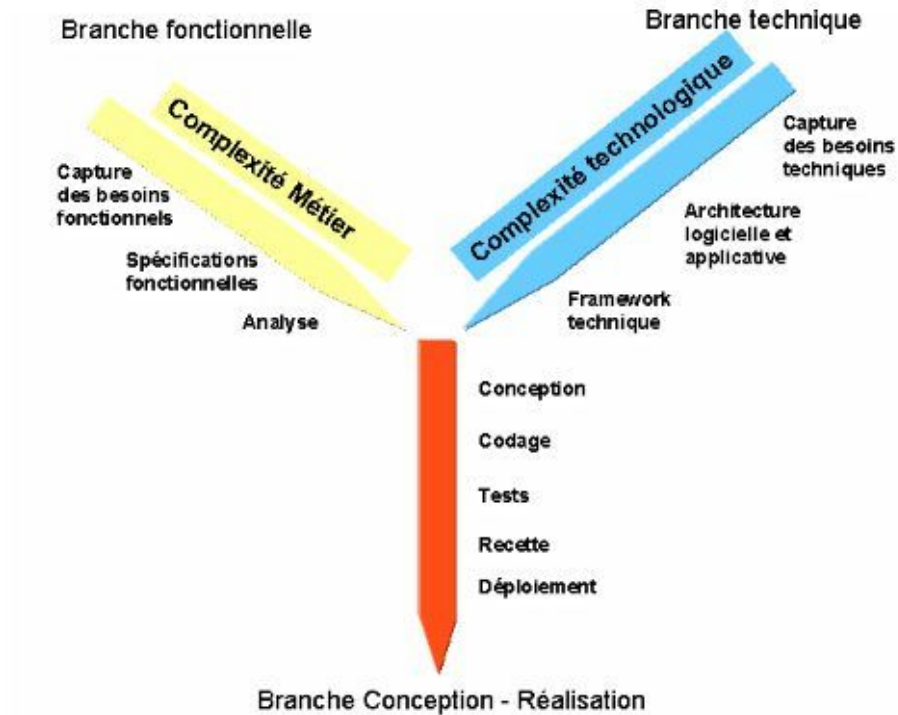 Branche fonctionnelle
Branche technique
Complexité Métier
Complexité technologique
Capture
des besoins
fonctionnels
Spécifications
fonctionnelles
Analyse
Capture
des besoins
techniques
Architecture
logicielle et
applicative
Framework
technique
Conception
Codage
Tests
Recette
Déploiement
Branche Conception - Réalisation